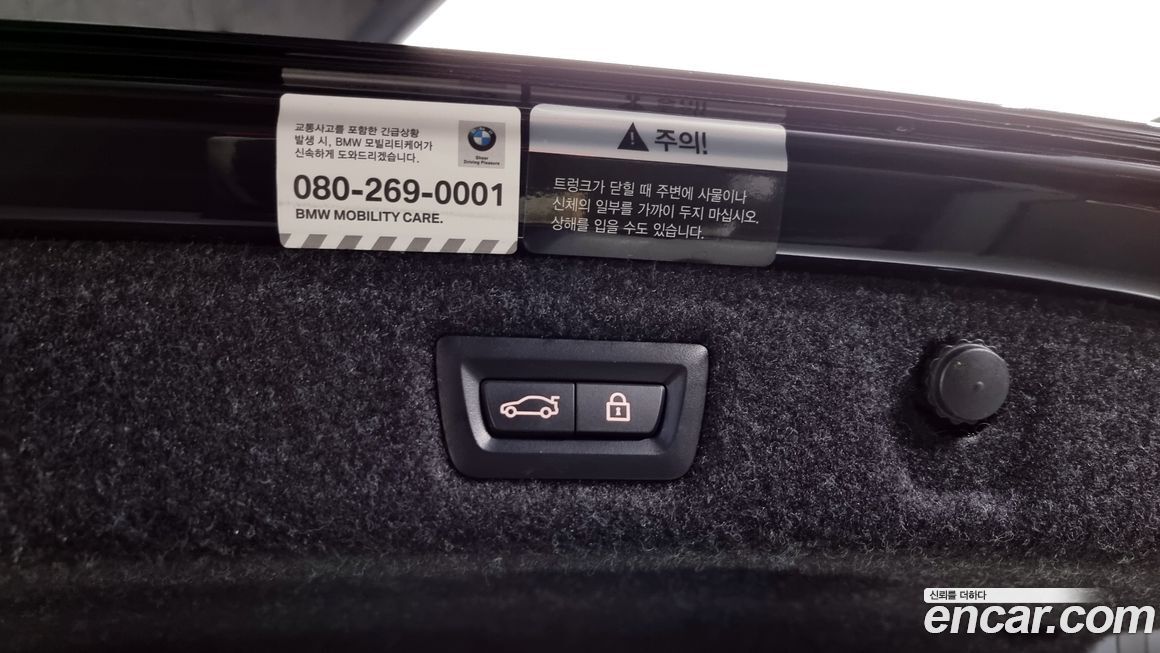 교통사고를 포함한 긴급상황
발생 시, BMW 모빌리티케어가
신속하게 도와드리겠습니다.
BMW
Sheer
Driving Pleasure
080-269-0001
BMW MOBILITY CARE.
주의!
트렁크가 닫힐 때 주변에 사물이나
신체의 일부를 가까이 두지 마십시오.
상해를 입을 수도 있습니다.
신뢰를 더하다
encar.com